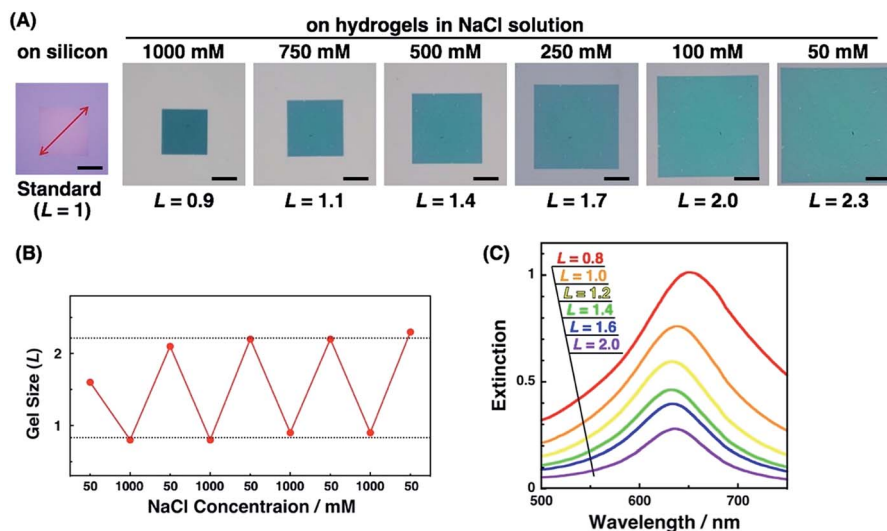 (A)
on hydrogels in NaCl solution
on silicon 1000 mM 750 mM 500 mM 250 mM 100 mM 50 mM
Standard
(L = 1)
L = 0.9 L = 1.1 L = 1.4 L = 1.7 L = 2.0 L = 2.3
(B)
Gel Size (L)
2
1
50 1000 50 1000 50 1000 50 1000 50
NaCl Concentraion / mM
(C)
Extinction
1
0.5
0
L = 0.8
L = 1.0
L = 1.2
L = 1.4
L = 1.6
L = 2.0
500 600 700
Wavelength / nm